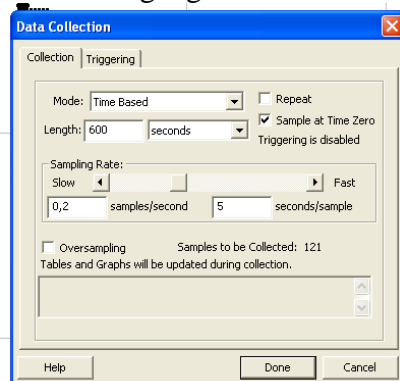 Data Collection
Collection Triggering
Mode: Time Based Repeat
Length: 600 seconds Sample at Time Zero
Triggering is disabled
Sampling Rate:
Slow Fast
0,2 samples/second 5 seconds/sample
Oversampling Samples to be Collected: 121
Tables and Graphs will be updated during collection.
Help Done Cancel